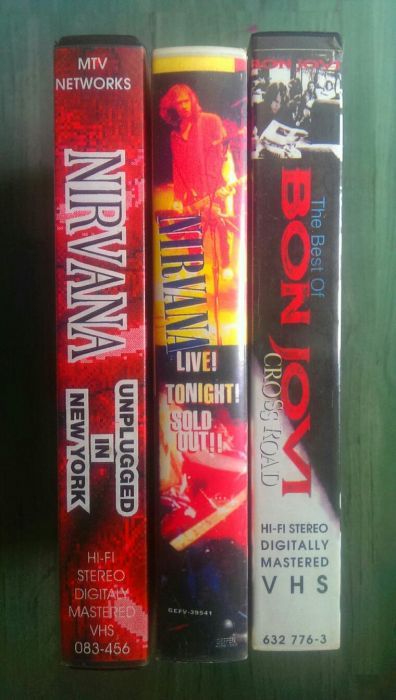 MTV
NETWORKS
NIRVANA
UNPLUGGED
IN
NEW YORK
HI-FI
STEREO
DIGITALY
MASTERED
VHS
083-456
NIRVANA
LIVE!
TONIGHT!
SOLD
OUT!!
GEFV-39541
BON JOVI
The Best Of
BON JOVI
CROSS ROAD
HI-FI STEREO
DIGITALLY
MASTERED
VHS
632 776-3